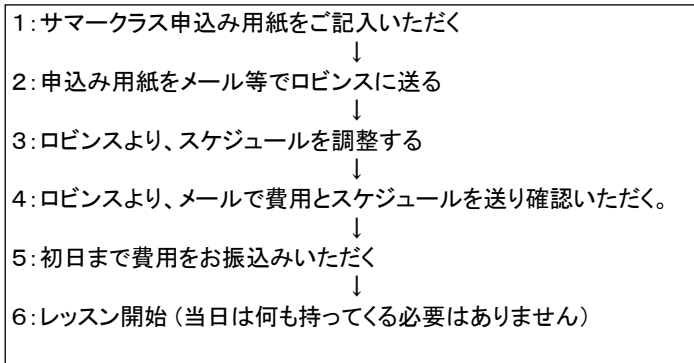 １：サマークラス申込み用紙をご記入いただく
↓
２：申込み用紙をメール等でロビンスに送る
↓
３：ロビンスより、スケジュールを調整する
↓
４：ロビンスより、メールで費用とスケジュールを送り確認いただく。
↓
５：初日まで費用をお振込みいただく
↓
６：レッスン開始（当日は何も持ってくる必要はありません）